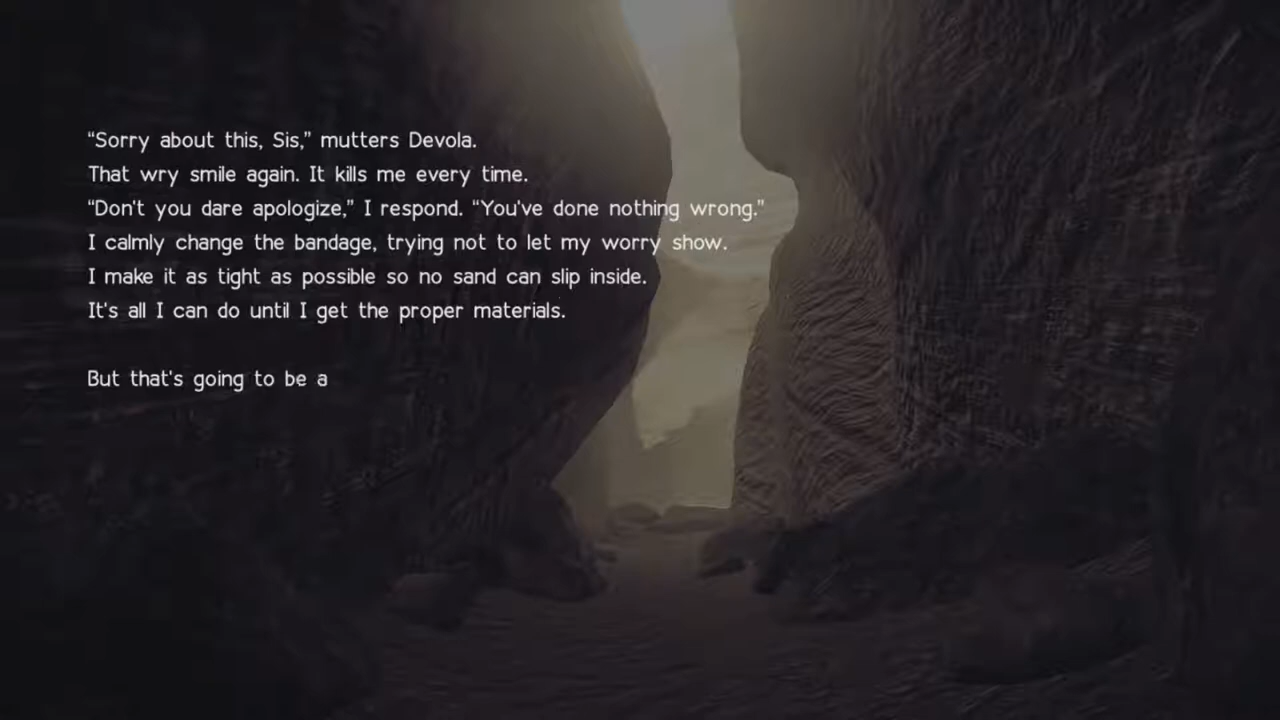 “Sorry about this, Sis,” mutters Devola.
That wry smile again. It kills me every time.
“Don't you dare apologize,” I respond. “You've done nothing wrong.”
I calmly change the bandage, trying not to let my worry show.
I make it as tight as possible so no sand can slip inside.
It's all I can do until I get the proper materials.
But that's going to be a